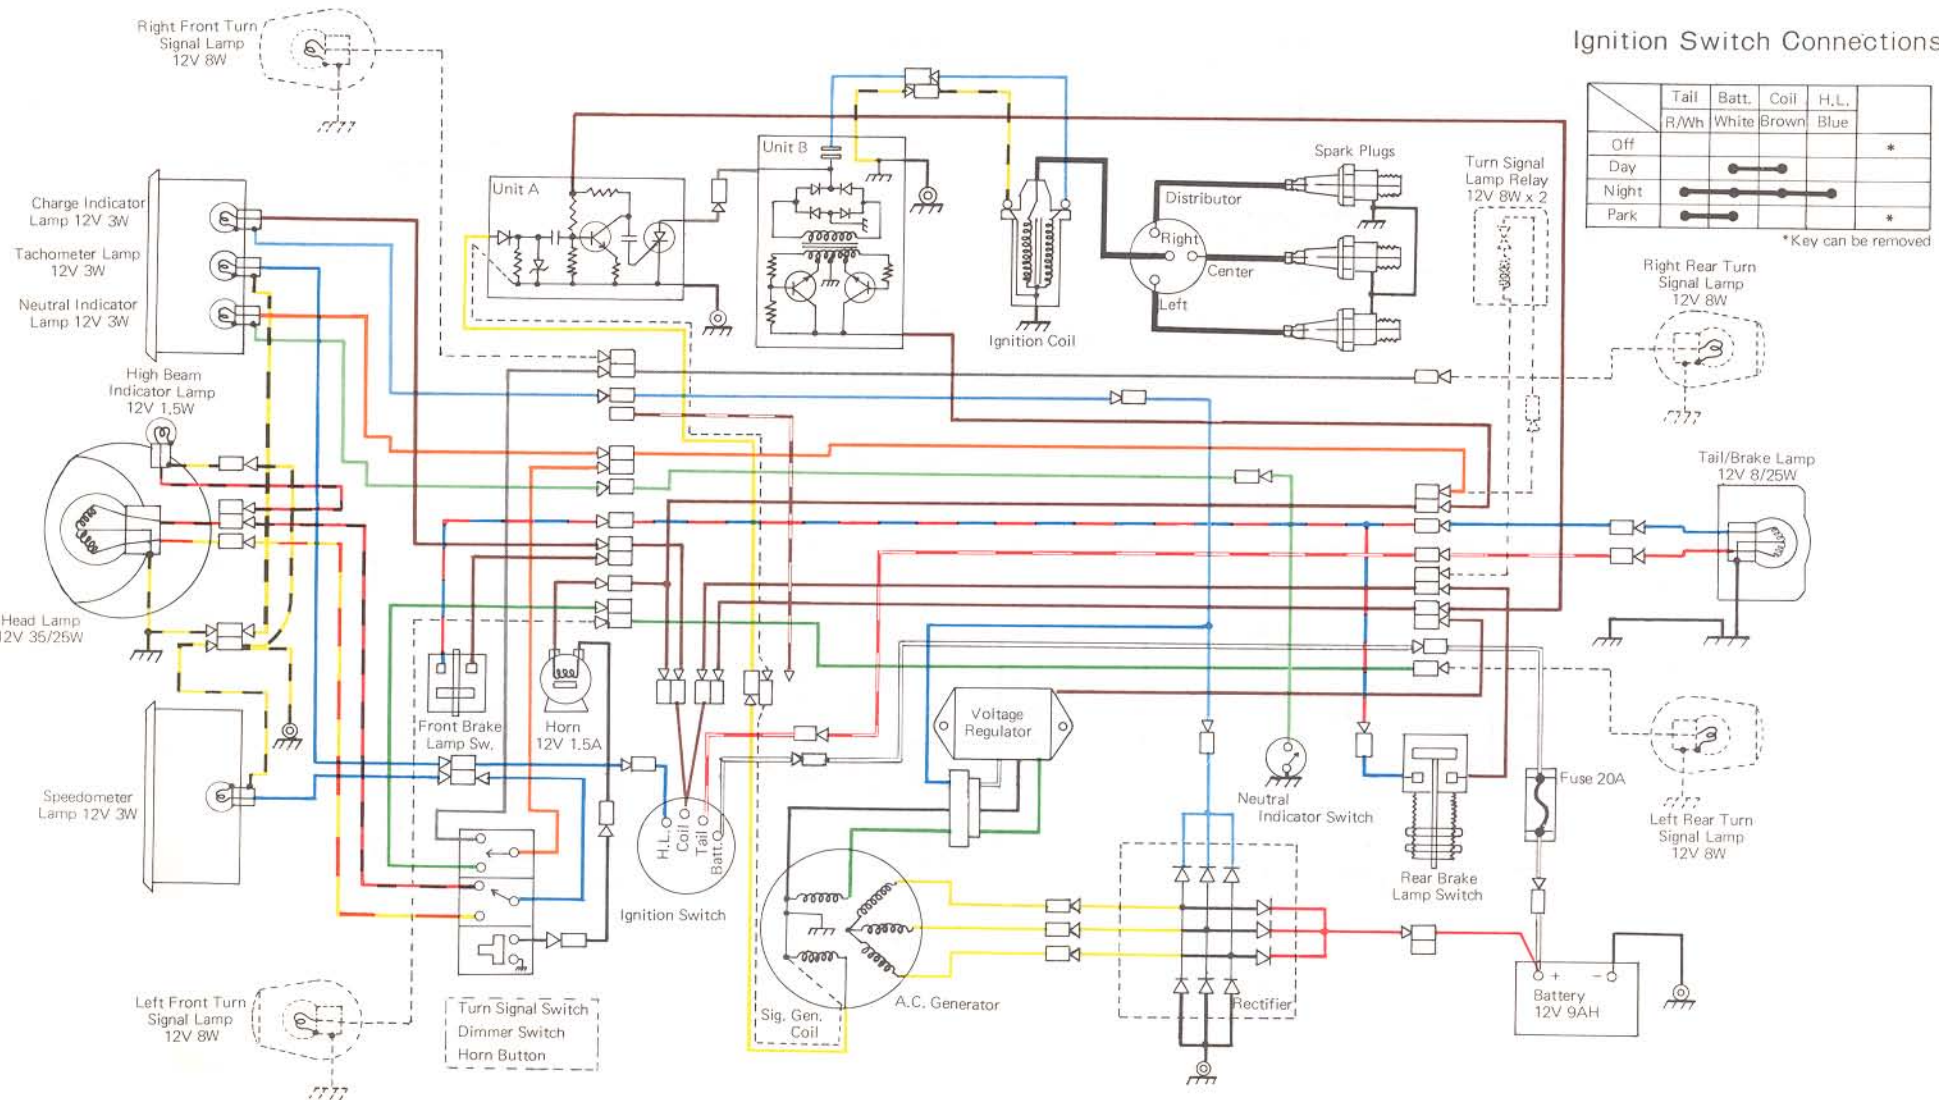 Right Front Turn
Signal Lamp
12V 8W
Ignition Switch Connections
Tail
Batt.
Coil
H.L.
R/Wh
White
Brown
Blue
Off
*
Day
Night
Park
*
*Key can be removed
Unit A
Unit B
Spark Plugs
Distributor
Right
Center
Left
Ignition Coil
Turn Signal
Lamp Relay
12V 8W x 2
Right Rear Turn
Signal Lamp
12V 8W
Charge Indicator
Lamp 12V 3W
Tachometer Lamp
12V 3W
Neutral Indicator
Lamp 12V 3W
High Beam
Indicator Lamp
12V 1.5W
Tail/Brake Lamp
12V 8/25W
Head Lamp
12V 35/25W
Front Brake
Lamp Sw.
Horn
12V 1.5A
Voltage
Regulator
Neutral
Indicator Switch
Fuse 20A
Left Rear Turn
Signal Lamp
12V 8W
Speedometer
Lamp 12V 3W
H.L.
Coil
Tail
Batt.
Ignition Switch
Rear Brake
Lamp Switch
A.C. Generator
Sig. Gen.
Coil
Rectifier
+
−
Battery
12V 9AH
Left Front Turn
Signal Lamp
12V 8W
Turn Signal Switch
Dimmer Switch
Horn Button